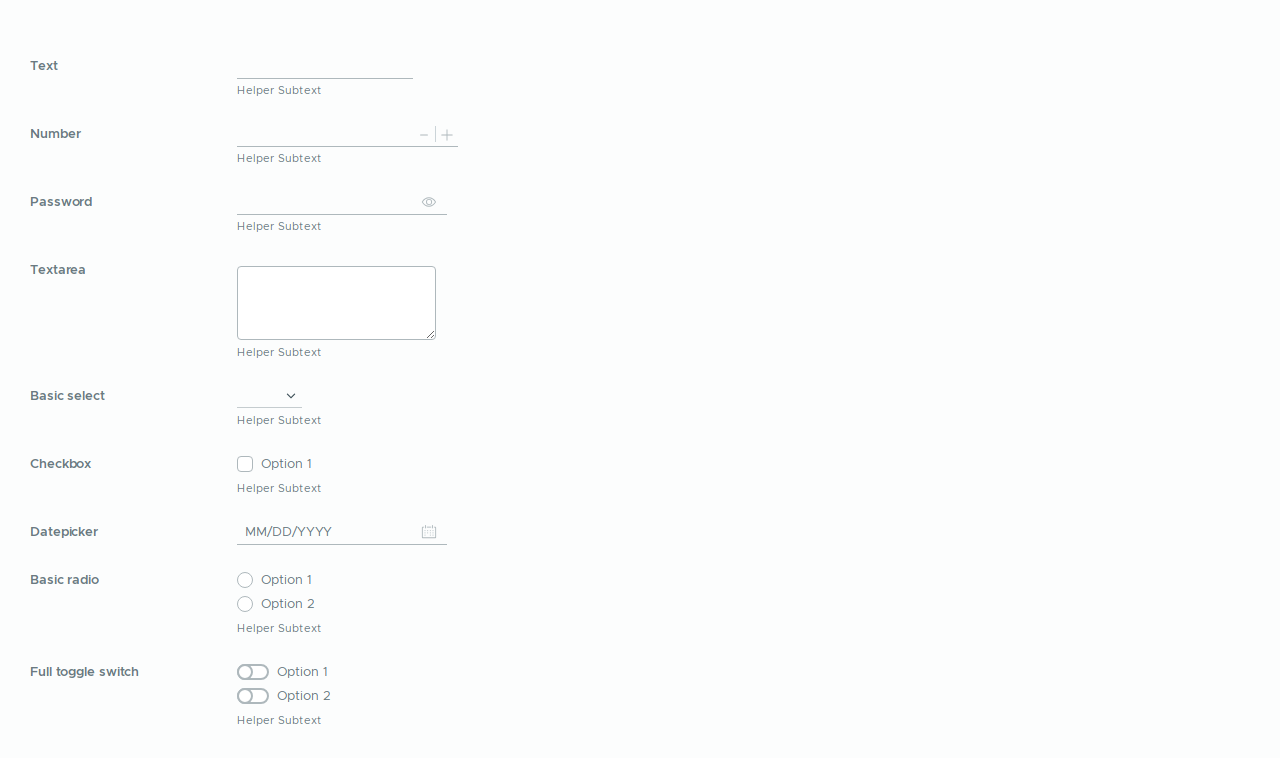 Text
Helper Subtext
Number
Helper Subtext
Password
Helper Subtext
Textarea
Helper Subtext
Basic select
Helper Subtext
Checkbox Option 1
Helper Subtext
Datepicker MM/DD/YYYY
Basic radio Option 1
Option 2
Helper Subtext
Full toggle switch Option 1
Option 2
Helper Subtext